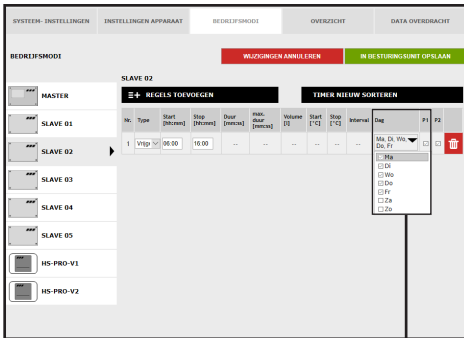 SYSTEEM- INSTELLINGEN
INSTELLINGEN APPARAAT
BEDRIJFSMODI
OVERZICHT
DATA OVERDRACHT
BEDRIJFSMODI
WIJZIGINGEN ANNULEREN
IN BESTURINGSUNIT OPSLAAN
SLAVE 02
REGELS TOEVOEGEN
TIMER NIEUW SORTEREN
MASTER
SLAVE 01
SLAVE 02
SLAVE 03
SLAVE 04
SLAVE 05
HS-PRO-V1
HS-PRO-V2
Nr. Type Start [hh:mm] Stop [hh:mm] Duur [mm:ss] max. duur [mm:ss] Volume [l] Start [°C] Stop [°C] Interval Dag P1 P2
1 Vrijge 06:00 16:00 -- -- -- -- -- -- Ma, Di, Wo, Do, Fr
Ma
Di
Wo
Do
Fr
Za
Zo